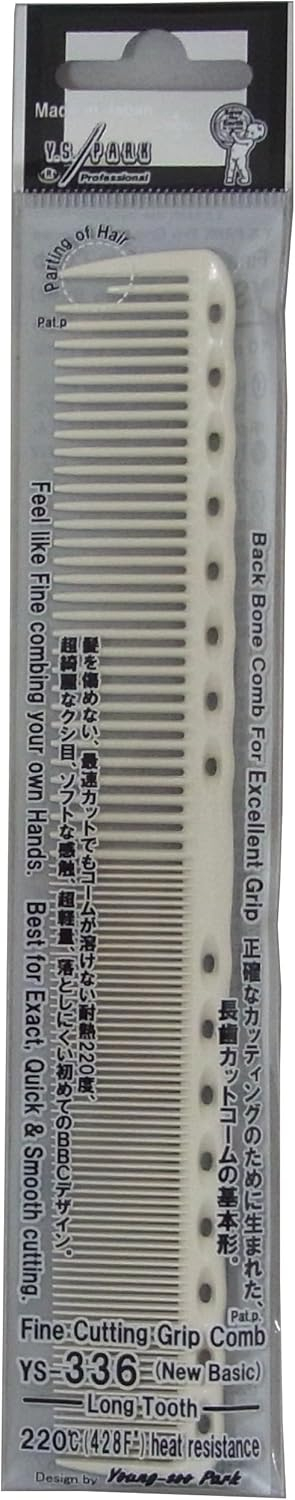 Made in Japan
Y.S./PARK
® Professional
Parting of Hair
Pat.p
Back Bone Comb For Excellent Grip
正確なカッティングのために生まれた、
長歯カットコームの基本形。
髪を傷めない、最速カットでもコームが溶けない耐熱220度、
超綺麗なクシ目、ソフトな感触、超軽量、落としにくい初めてのBBCデザイン。
Feel like Fine combing your own Hands. Best for Exact, Quick & Smooth cutting.
Pat.p.
Fine Cutting Grip Comb
YS-336 (New Basic)
Long Tooth
220℃(428F°) heat resistance
Design by Young-soo Park